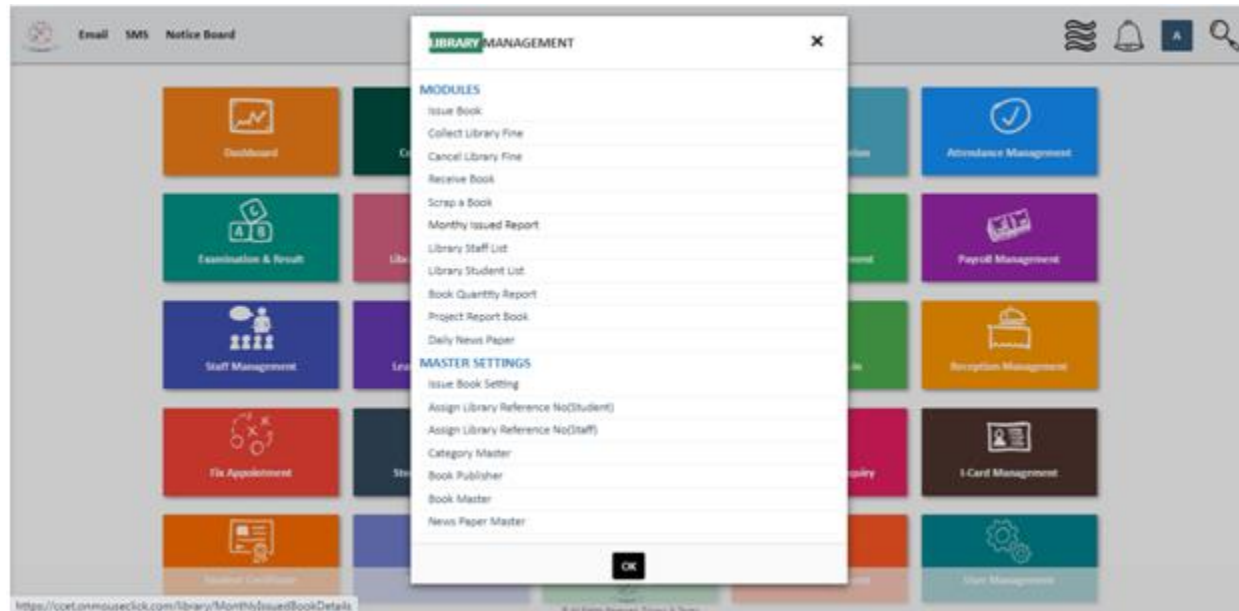 Email SMS Notice Board
A
LIBRARY MANAGEMENT
×
MODULES
Issue Book
Collect Library Fine
Cancel Library Fine
Receive Book
Scrap a Book
Monthy Issued Report
Library Staff List
Library Student List
Book Quantity Report
Project Report Book
Daily News Paper
MASTER SETTINGS
Issue Book Setting
Assign Library Reference No(Student)
Assign Library Reference No(Staff)
Category Master
Book Publisher
Book Master
News Paper Master
OK
Dashboard
Attendance Management
Examination & Result
Payroll Management
Staff Management
Reception Management
Fix Appointment
I-Card Management
Student Certificate
User Management
https://ccet.onmouseclick.com/library/MonthlyIssuedBookDetails